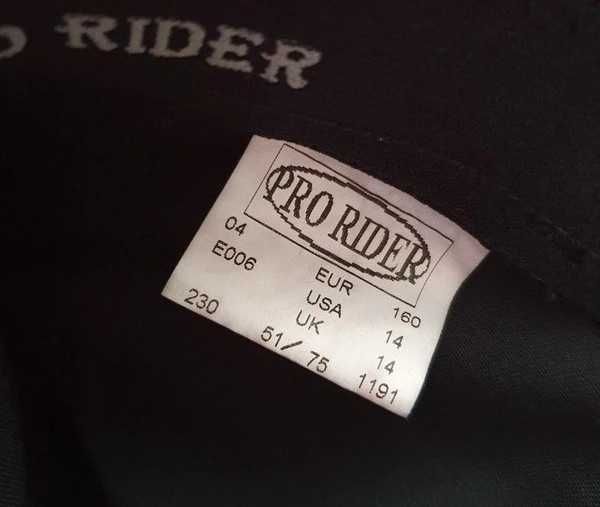 RIDER
PRO RIDER
04 EUR 160
E006 USA 14
UK 14
230 51/75 1191